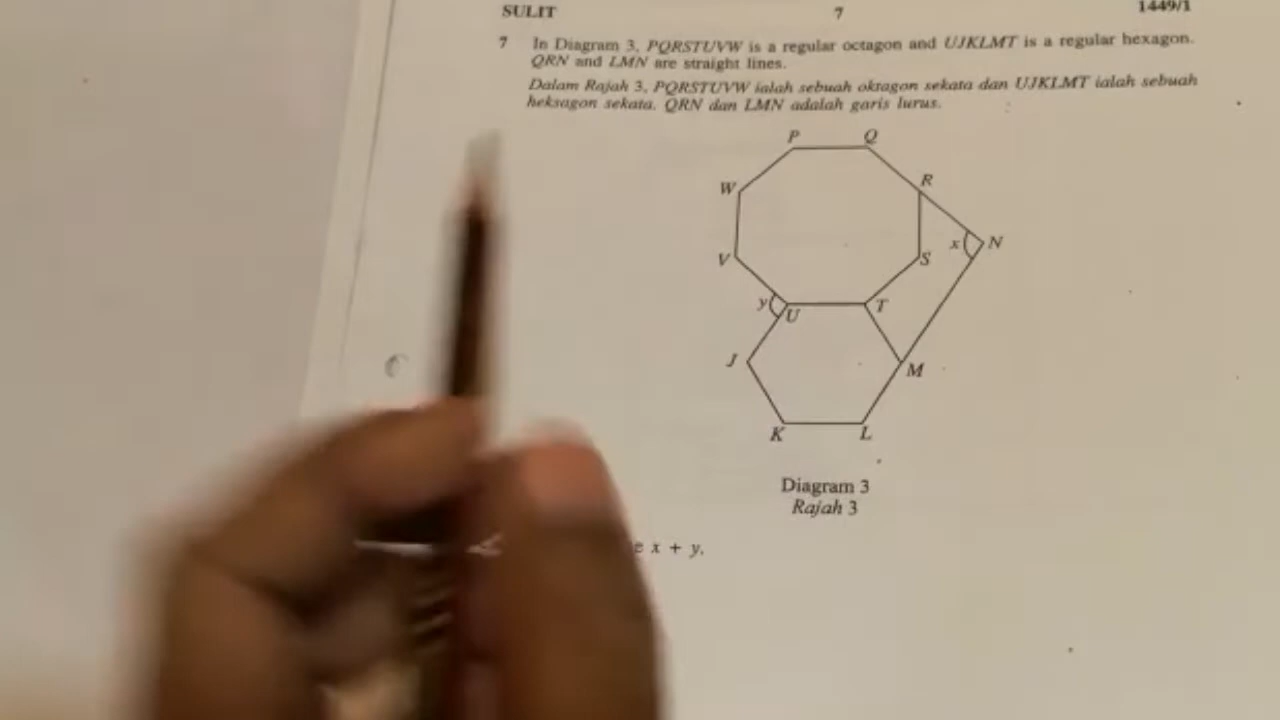 SULIT 7 1449/1
7 In Diagram 3, PQRSTUVW is a regular octagon and UJKLMT is a regular hexagon.
QRN and LMN are straight lines.
Dalam Rajah 3, PQRSTUVW ialah sebuah oktagon sekata dan UJKLMT ialah sebuah
heksagon sekata. QRN dan LMN adalah garis lurus.
P Q
W R
V S x N
y U T
J M
K L
Diagram 3
Rajah 3
x + y.